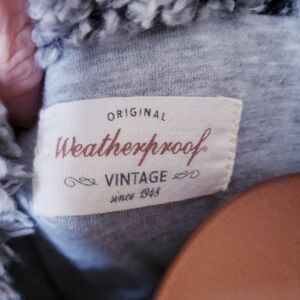 ORIGINAL
Weatherproof®
VINTAGE
since 1948